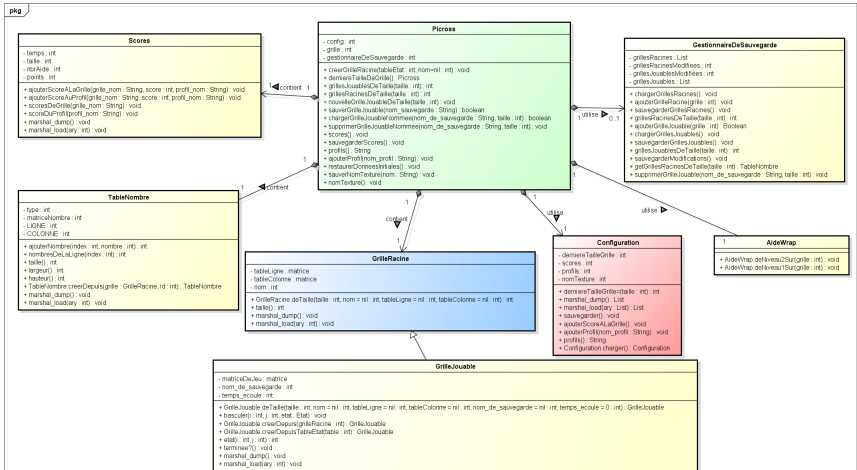 pkg
Scores
- temps : int
- taille : int
- nbrAide : int
- points : int
+ ajouterScoreALaGrille(grille_nom : String, score : int, profil_nom : String) : void
+ ajouterScoreAuProfil(grille_nom : String, score : int, profil_nom : String) : void
+ scoresDeGrille(grille_nom : String) : void
+ scoreDuProfil(profil_nom : String) : void
+ marshal_dump() : void
+ marshal_load(ary : int) : void
Picross
- config : int
- grille : int
- gestionnaireDeSauvegarde : int
+ creerGrilleRacine(tableEtat : int, nom=nil : int) : void
+ derniereTailleDeGrille() : Picross
+ grillesJouablesDeTaille(taille : int) : int
+ grillesRacinesDeTaille(taille : int) : int
+ nouvelleGrilleJouableDeTaille(taille : int) : void
+ sauverGrilleJouable(nom_sauvegarde : String) : boolean
+ chargerGrilleJouableNommee(nom_de_sauvegarde : String, taille : int) : boolean
+ supprimerGrilleJouableNommee(nom_de_sauvegarde : String, taille : int) : void
+ scores() : void
+ sauvegarderScores() : void
+ profils() : String
+ ajouterProfil(nom_profil : String) : void
+ restaurerDonneesInitiales() : void
+ sauverNomTexture(nom : String) : void
+ nomTexture() : void
GestionnaireDeSauvegarde
- grillesRacines : List
- grillesRacinesModifiees : int
- grillesJouablesModifiees : int
- grillesJouables : List
+ chargerGrillesRacines() : void
+ ajouterGrilleRacine(grille : int) : void
+ sauvegarderGrillesRacines() : void
+ grillesRacinesDeTaille(taille : int) : int
+ ajouterGrilleJouable(grille : int) : Boolean
+ chargerGrillesJouables() : void
+ sauvegarderGrillesJouables() : void
+ grillesJouablesDeTaille(taille : int) : int
+ sauvegarderModifications() : void
+ getGrillesRacinesDeTaille(taille : int) : TableNombre
+ supprimerGrilleJouable(nom_de_sauvegarde : String, taille : int) : void
1 contient 1
1 utilise 0..1
1
contient
1
TableNombre
- type : int
- matriceNombre : int
- LIGNE : int
- COLONNE : int
+ ajouterNombre(index : int, nombre : int) : int
+ nombresDeLaLigne(index : int) : int
+ taille() : int
+ largeur() : int
+ hauteur() : int
+ TableNombre.creerDepuis(grille : GrilleRacine, id : int) : TableNombre
+ marshal_dump() : void
+ marshal_load(ary : int) : void
1
contient
1
1
utilise
1
1
utilise
1
GrilleRacine
- tableLigne : matrice
- tableColonne : matrice
- nom : int
+ GrilleRacine.deTaille(taille : int, nom = nil : int, tableLigne = nil : int, tableColonne = nil : int) : int
+ taille() : int
+ marshal_dump() : void
+ marshal_load(ary : int) : void
Configuration
- derniereTailleGrille : int
- scores : int
- profils : int
- nomTexture : int
+ derniereTailleGrille=(taille : int) : int
+ marshal_dump() : List
+ marshal_load(ary : List) : List
+ sauvegarder() : void
+ ajouterScoreALaGrille() : void
+ ajouterProfil(nom_profil : String) : void
+ profils() : String
+ Configuration.charger() : Configuration
AideWrap
+ AideWrap.deNiveau2Sur(grille : int) : void
+ AideWrap.deNiveau1Sur(grille : int) : void
GrilleJouable
- matriceDeJeu : matrice
- nom_de_sauvegarde : int
- temps_ecoule : int
+ GrilleJouable.deTaille(taille : int, nom = nil : int, tableLigne = nil : int, tableColonne = nil : int, nom_de_sauvegarde = nil : int, temps_ecoule = 0 : int) : GrilleJouable
+ basculer(i : int, j : int, etat : Etat) : void
+ GrilleJouable.creerDepuis(grilleRacine : int) : GrilleJouable
+ GrilleJouable.creerDepuisTableEtat(table : int) : GrilleJouable
+ etat(i : int, j : int) : int
+ terminee?() : void
+ marshal_dump() : void
+ marshal_load(ary : int) : void